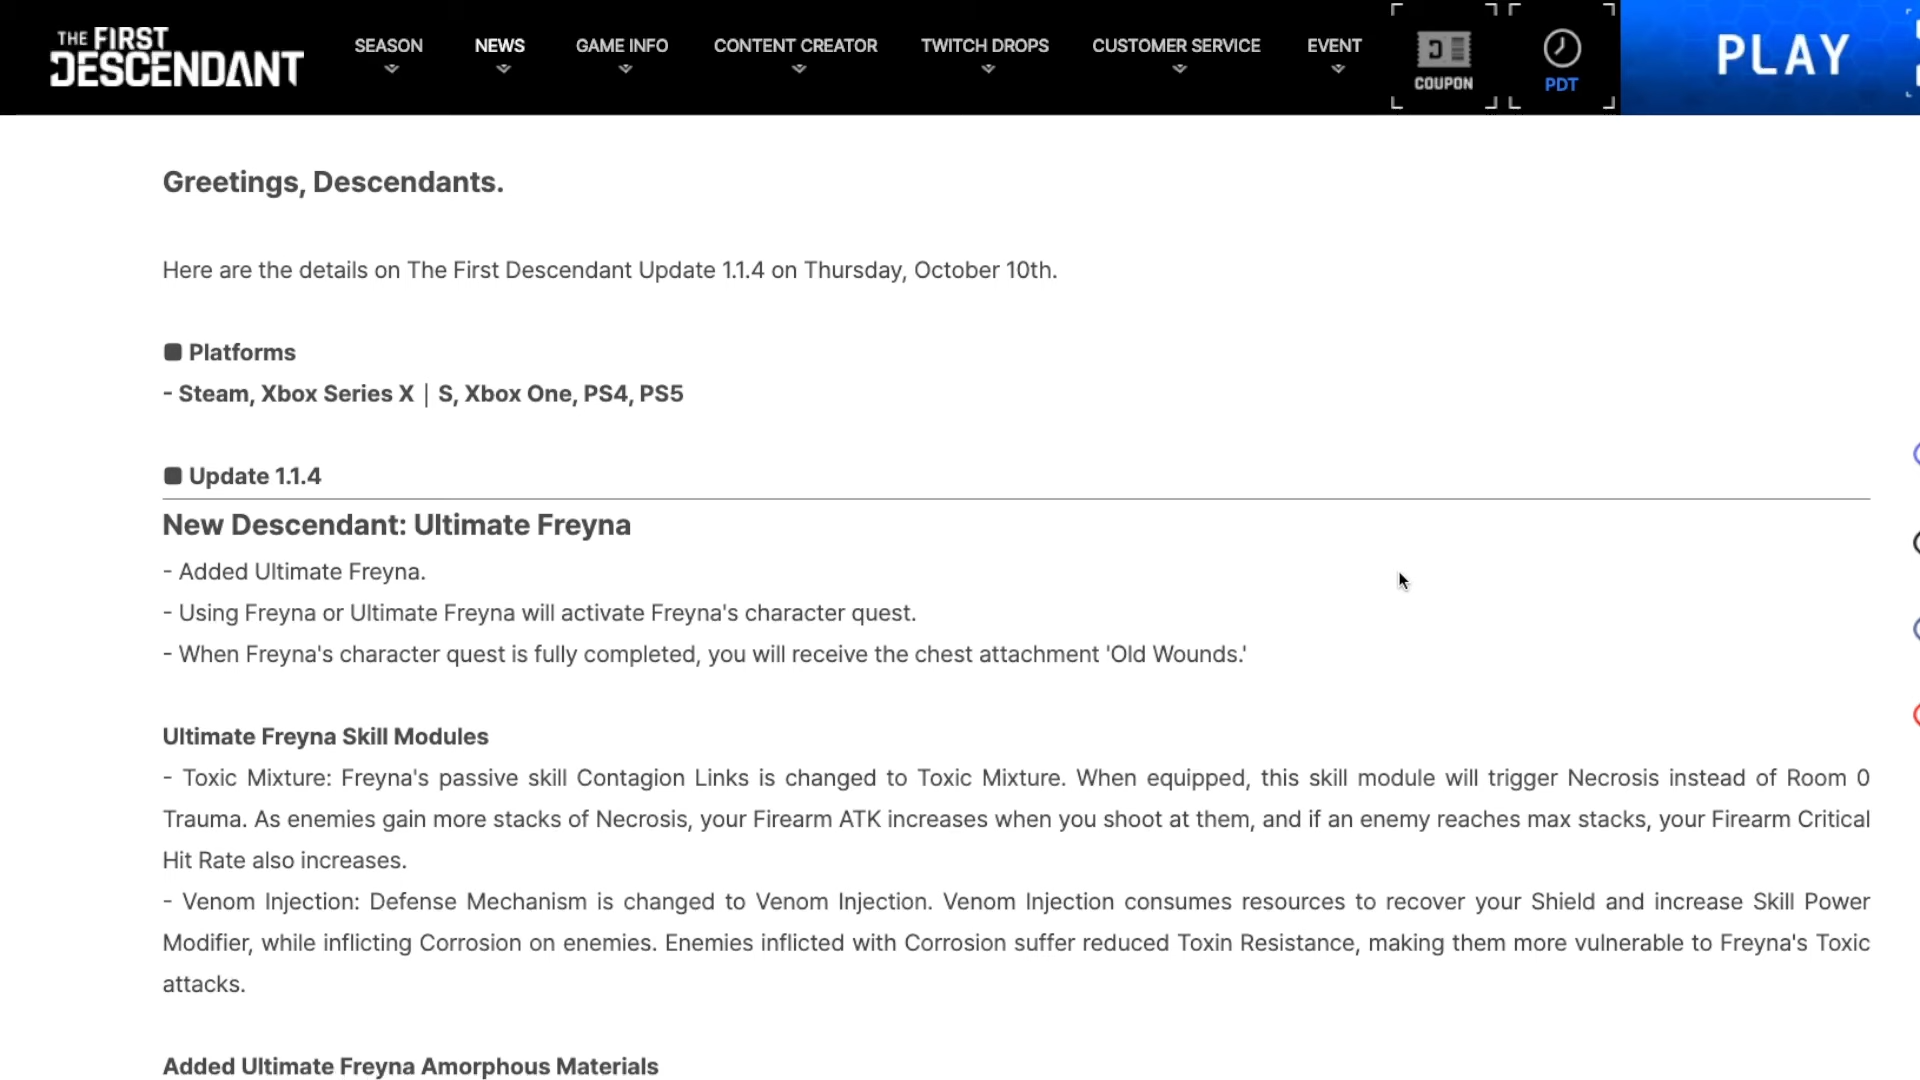 THE FIRST
DESCENDANT
SEASON
NEWS
GAME INFO
CONTENT CREATOR
TWITCH DROPS
CUSTOMER SERVICE
EVENT
COUPON
PDT
PLAY
Greetings, Descendants.
Here are the details on The First Descendant Update 1.1.4 on Thursday, October 10th.
■ Platforms
- Steam, Xbox Series X | S, Xbox One, PS4, PS5
■ Update 1.1.4
New Descendant: Ultimate Freyna
- Added Ultimate Freyna.
- Using Freyna or Ultimate Freyna will activate Freyna's character quest.
- When Freyna's character quest is fully completed, you will receive the chest attachment 'Old Wounds.'
Ultimate Freyna Skill Modules
- Toxic Mixture: Freyna's passive skill Contagion Links is changed to Toxic Mixture. When equipped, this skill module will trigger Necrosis instead of Room 0
Trauma. As enemies gain more stacks of Necrosis, your Firearm ATK increases when you shoot at them, and if an enemy reaches max stacks, your Firearm Critical
Hit Rate also increases.
- Venom Injection: Defense Mechanism is changed to Venom Injection. Venom Injection consumes resources to recover your Shield and increase Skill Power
Modifier, while inflicting Corrosion on enemies. Enemies inflicted with Corrosion suffer reduced Toxin Resistance, making them more vulnerable to Freyna's Toxic
attacks.
Added Ultimate Freyna Amorphous Materials